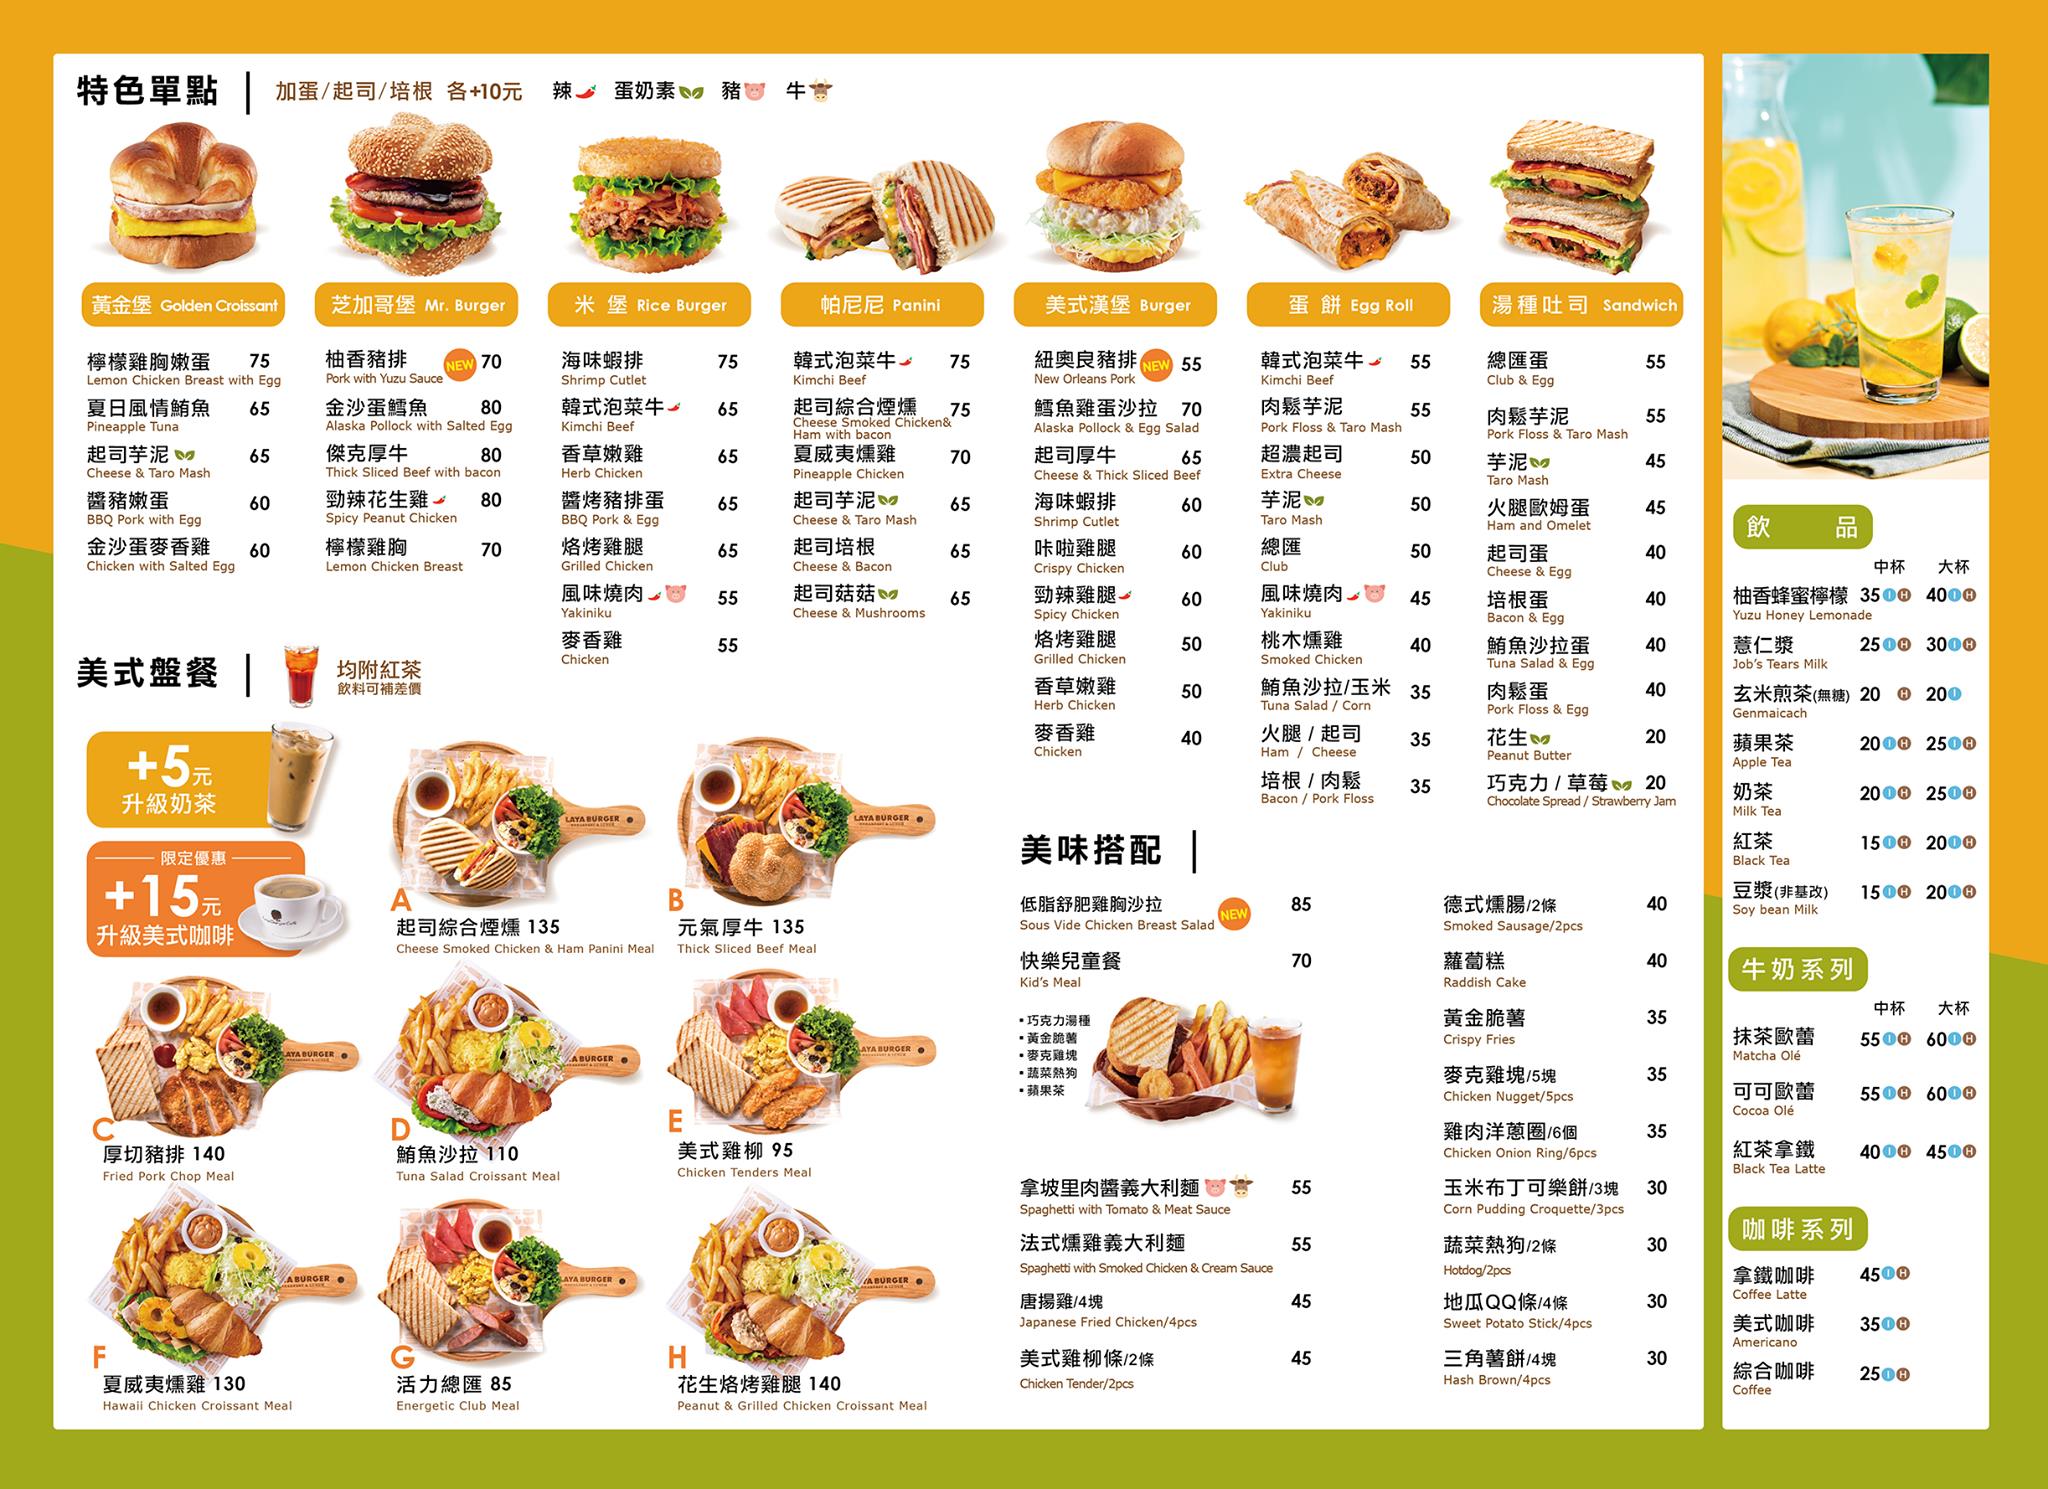 特色單點
加蛋/起司/培根 各+10元 辣 蛋奶素 豬 牛
黃金堡 Golden Croissant
檸檬雞胸嫩蛋 75
Lemon Chicken Breast with Egg
夏日風情鮪魚 65
Pineapple Tuna
起司芋泥 65
Cheese & Taro Mash
醬豬嫩蛋 60
BBQ Pork with Egg
金沙蛋麥香雞 60
Chicken with Salted Egg
芝加哥堡 Mr. Burger
柚香豬排 NEW 70
Pork with Yuzu Sauce
金沙蛋鱈魚 80
Alaska Pollock with Salted Egg
傑克厚牛 80
Thick Sliced Beef with bacon
勁辣花生雞 80
Spicy Peanut Chicken
檸檬雞胸 70
Lemon Chicken Breast
米堡 Rice Burger
海味蝦排 75
Shrimp Cutlet
韓式泡菜牛 65
Kimchi Beef
香草嫩雞 65
Herb Chicken
醬烤豬排蛋 65
BBQ Pork & Egg
烙烤雞腿 65
Grilled Chicken
風味燒肉 55
Yakiniku
麥香雞 55
Chicken
帕尼尼 Panini
韓式泡菜牛 75
Kimchi Beef
起司綜合煙燻 75
Cheese Smoked Chicken&
Ham with bacon
夏威夷燻雞 70
Pineapple Chicken
起司芋泥 65
Cheese & Taro Mash
起司培根 65
Cheese & Bacon
起司菇菇 65
Cheese & Mushrooms
美式漢堡 Burger
紐奧良豬排 NEW 55
New Orleans Pork
鱈魚雞蛋沙拉 70
Alaska Pollock & Egg Salad
起司厚牛 65
Cheese & Thick Sliced Beef
海味蝦排 60
Shrimp Cutlet
咔啦雞腿 60
Crispy Chicken
勁辣雞腿 60
Spicy Chicken
烙烤雞腿 50
Grilled Chicken
香草嫩雞 50
Herb Chicken
麥香雞 40
Chicken
蛋餅 Egg Roll
韓式泡菜牛 55
Kimchi Beef
肉鬆芋泥 55
Pork Floss & Taro Mash
超濃起司 50
Extra Cheese
芋泥 50
Taro Mash
總匯 50
Club
風味燒肉 45
Yakiniku
桃木燻雞 40
Smoked Chicken
鮪魚沙拉/玉米 35
Tuna Salad / Corn
火腿 / 起司 35
Ham / Cheese
培根 / 肉鬆 35
Bacon / Pork Floss
湯種吐司 Sandwich
總匯蛋 55
Club & Egg
肉鬆芋泥 55
Pork Floss & Taro Mash
芋泥 45
Taro Mash
火腿歐姆蛋 45
Ham and Omelet
起司蛋 40
Cheese & Egg
培根蛋 40
Bacon & Egg
鮪魚沙拉蛋 40
Tuna Salad & Egg
肉鬆蛋 40
Pork Floss & Egg
花生 20
Peanut Butter
巧克力 / 草莓 20
Chocolate Spread / Strawberry Jam
美式盤餐
均附紅茶
飲料可補差價
+5元
升級奶茶
限定優惠
+15元
升級美式咖啡
LAYA BURGER
A
起司綜合煙燻 135
Cheese Smoked Chicken & Ham Panini Meal
LAYA BURGER
B
元氣厚牛 135
Thick Sliced Beef Meal
LAYA BURGER
C
厚切豬排 140
Fried Pork Chop Meal
LAYA BURGER
D
鮪魚沙拉 110
Tuna Salad Croissant Meal
LAYA BURGER
E
美式雞柳 95
Chicken Tenders Meal
LAYA BURGER
F
夏威夷燻雞 130
Hawaii Chicken Croissant Meal
LAYA BURGER
G
活力總匯 85
Energetic Club Meal
LAYA BURGER
H
花生烙烤雞腿 140
Peanut & Grilled Chicken Croissant Meal
美味搭配
低脂舒肥雞胸沙拉 NEW 85
Sous Vide Chicken Breast Salad
快樂兒童餐 70
Kid's Meal
▪巧克力湯種
▪黃金脆薯
▪麥克雞塊
▪蔬菜熱狗
▪蘋果茶
拿坡里肉醬義大利麵 55
Spaghetti with Tomato & Meat Sauce
法式燻雞義大利麵 55
Spaghetti with Smoked Chicken & Cream Sauce
唐揚雞/4塊 45
Japanese Fried Chicken/4pcs
美式雞柳條/2條 45
Chicken Tender/2pcs
德式燻腸/2條 40
Smoked Sausage/2pcs
蘿蔔糕 40
Raddish Cake
黃金脆薯 35
Crispy Fries
麥克雞塊/5塊 35
Chicken Nugget/5pcs
雞肉洋蔥圈/6個 35
Chicken Onion Ring/6pcs
玉米布丁可樂餅/3塊 30
Corn Pudding Croquette/3pcs
蔬菜熱狗/2條 30
Hotdog/2pcs
地瓜QQ條/4條 30
Sweet Potato Stick/4pcs
三角薯餅/4塊 30
Hash Brown/4pcs
飲品
中杯 大杯
柚香蜂蜜檸檬 35 I H 40 I H
Yuzu Honey Lemonade
薏仁漿 25 I H 30 I H
Job's Tears Milk
玄米煎茶(無糖) 20 H 20 I
Genmaicach
蘋果茶 20 I H 25 I H
Apple Tea
奶茶 20 I H 25 I H
Milk Tea
紅茶 15 I H 20 I H
Black Tea
豆漿(非基改) 15 I H 20 I H
Soy bean Milk
牛奶系列
中杯 大杯
抹茶歐蕾 55 I H 60 I H
Matcha Olé
可可歐蕾 55 I H 60 I H
Cocoa Olé
紅茶拿鐵 40 I H 45 I H
Black Tea Latte
咖啡系列
拿鐵咖啡 45 I H
Coffee Latte
美式咖啡 35 I H
Americano
綜合咖啡 25 I H
Coffee